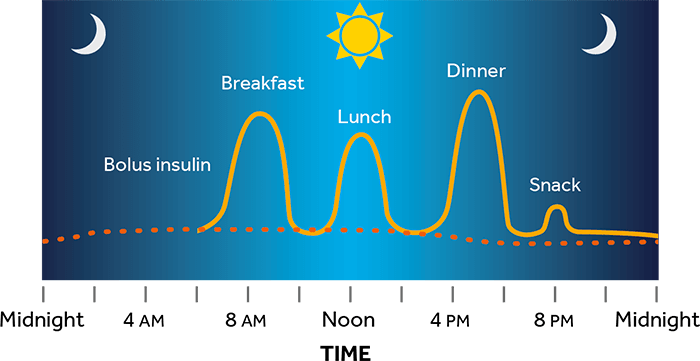 Dinner
Breakfast
Lunch
Bolus insulin
Snack
Midnight 4 AM 8 AM Noon 4 PM 8 PM Midnight
TIME